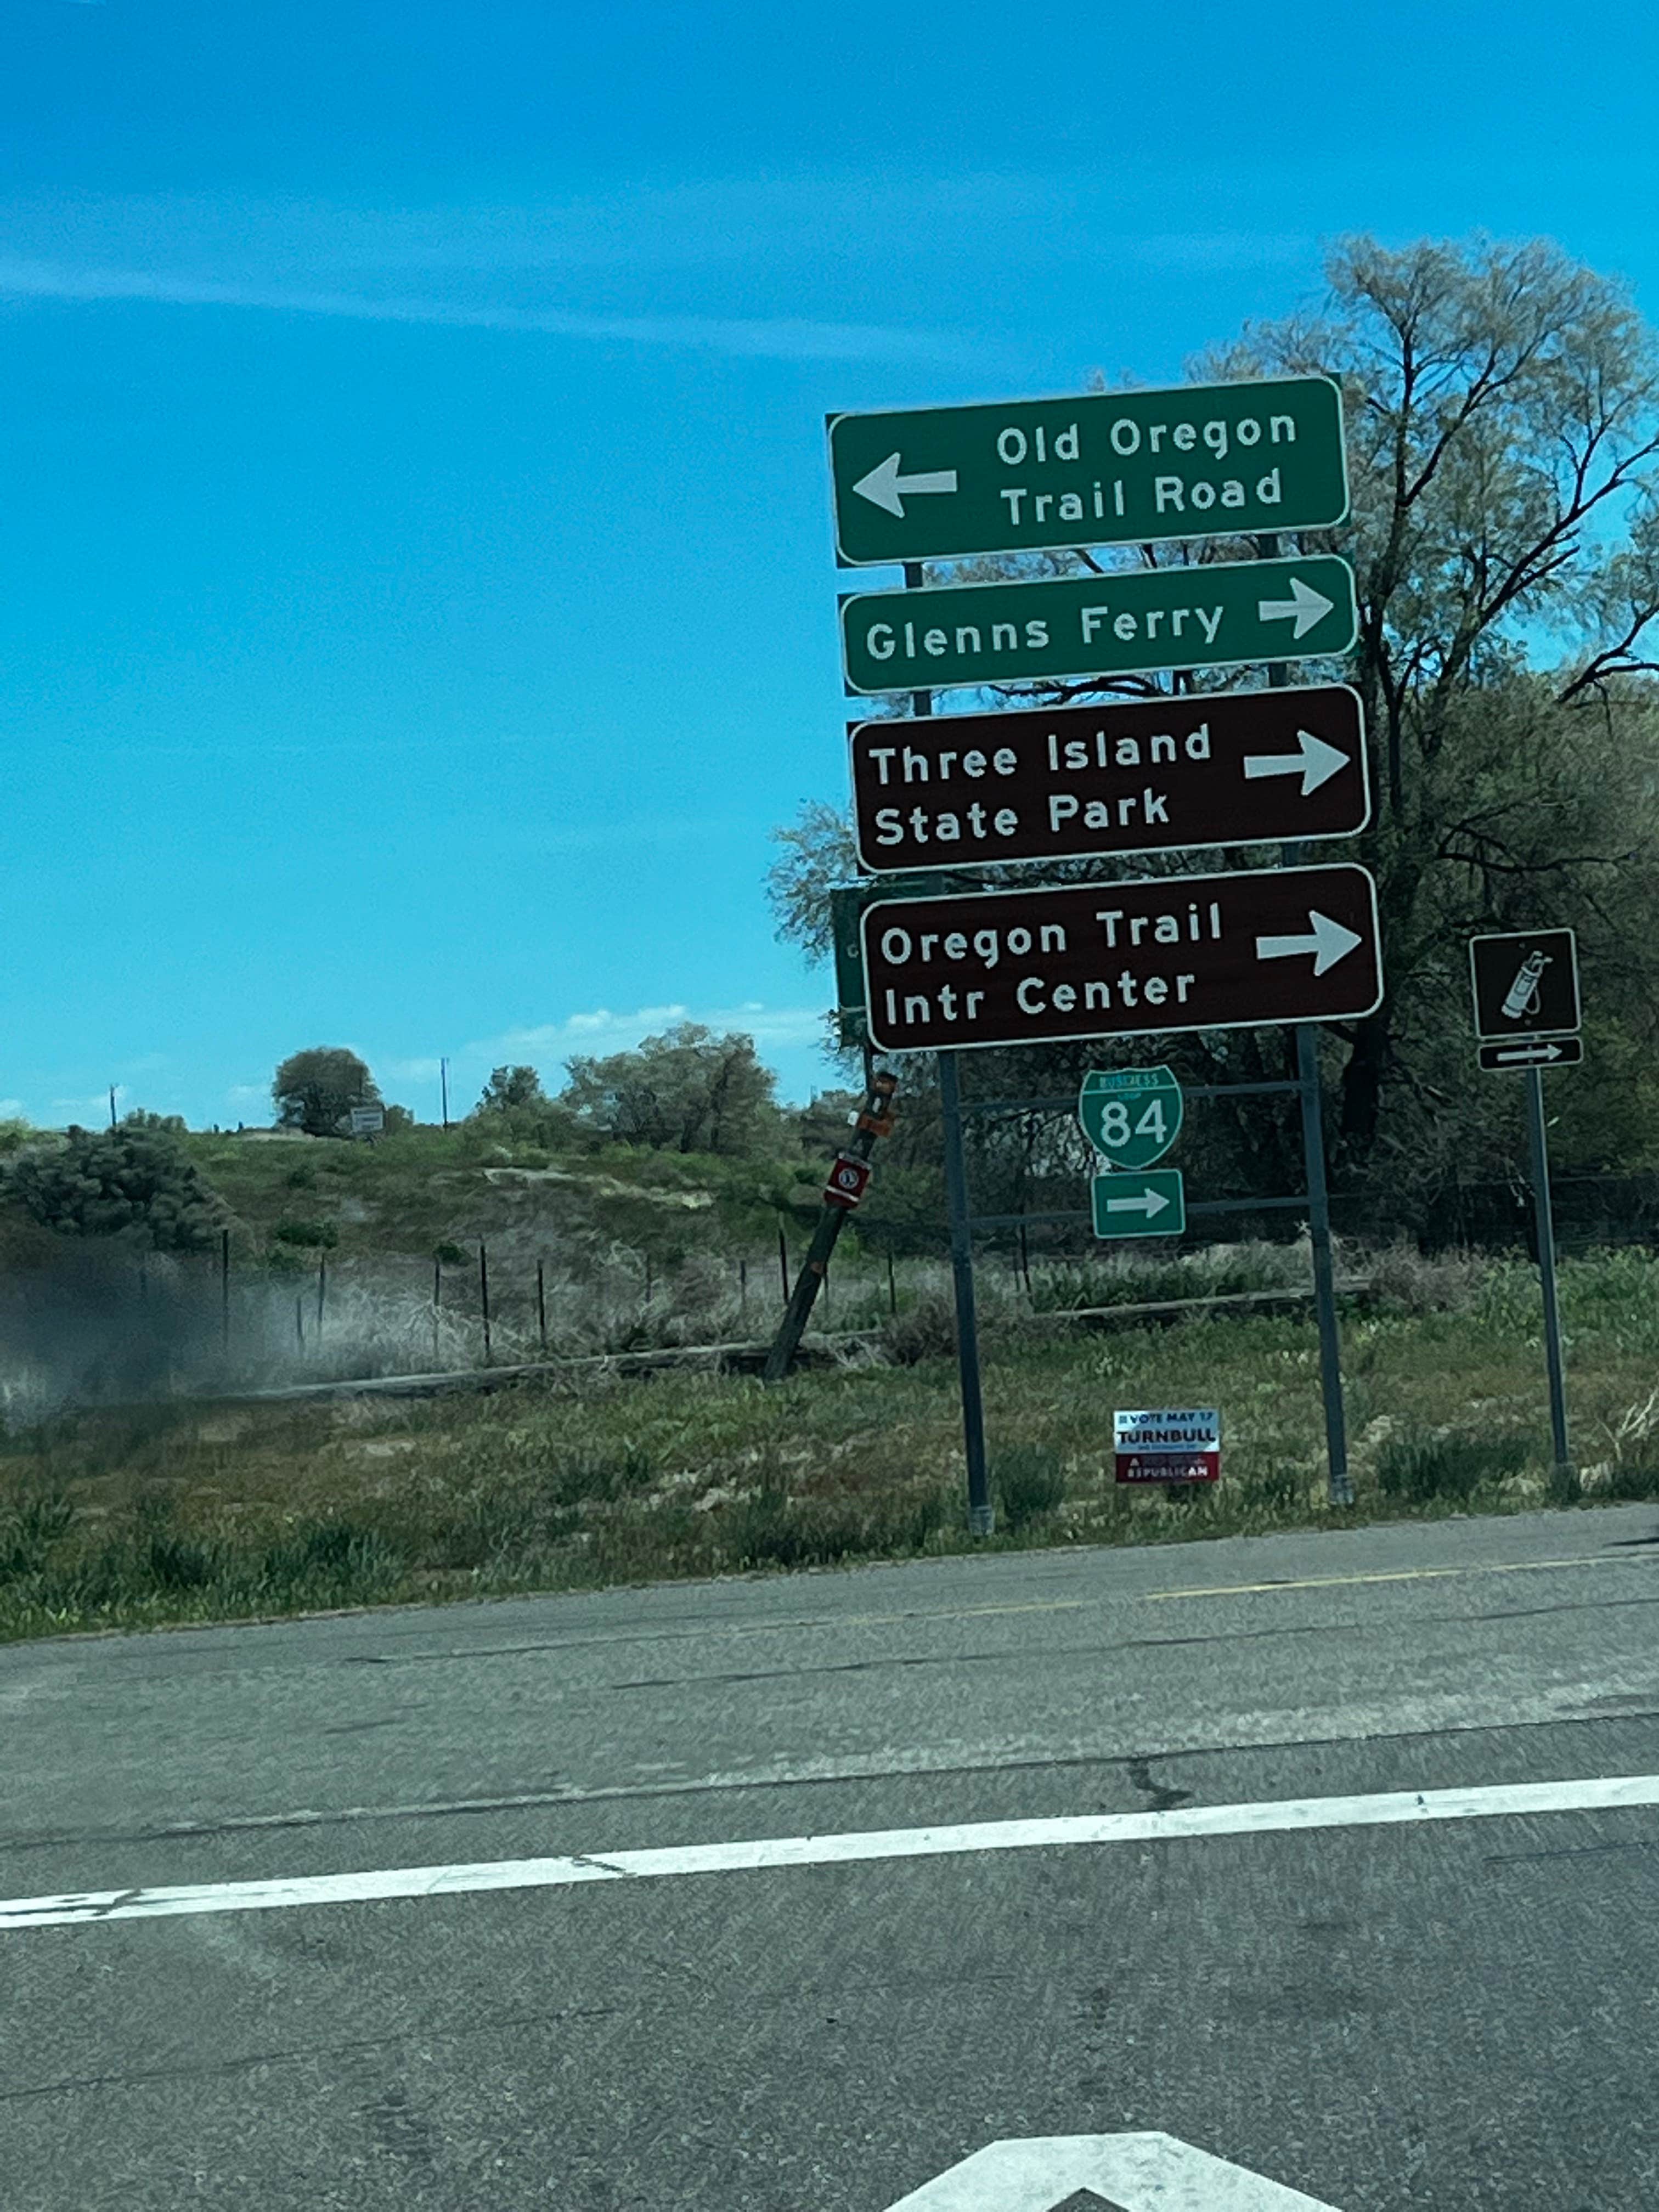 Old Oregon
Trail Road
Glenns Ferry
Three Island
State Park
Oregon Trail
Intr Center
BUSINESS
LOOP
84
VOTE MAY 17
TURNBULL
A
REPUBLICAN